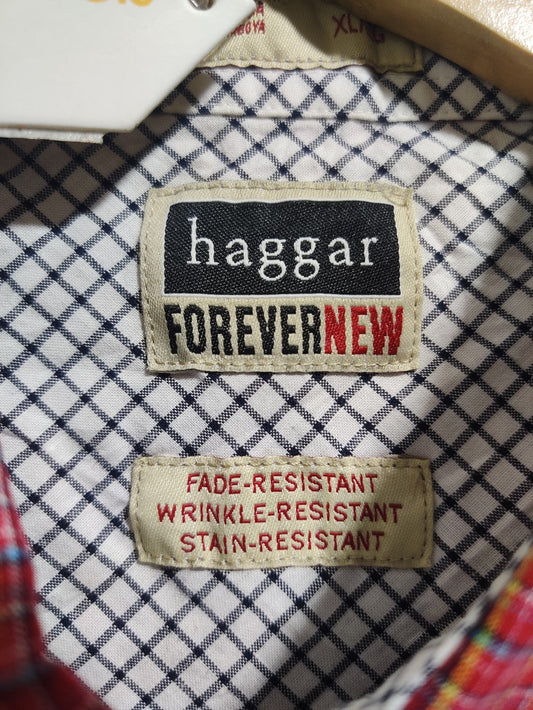 haggar
FOREVERNEW
FADE-RESISTANT
WRINKLE-RESISTANT
STAIN-RESISTANT